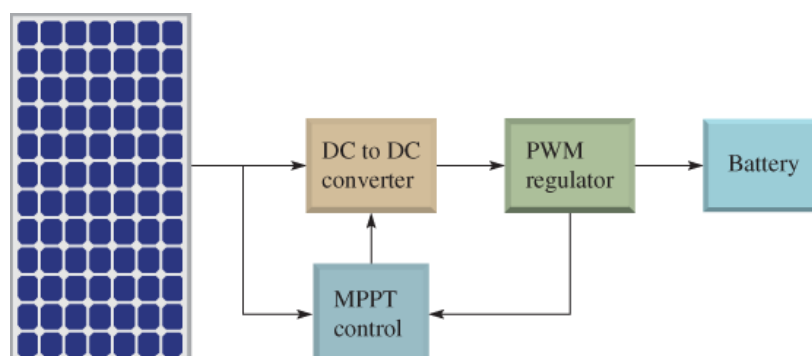 DC to DC
converter
PWM
regulator
Battery
MPPT
control